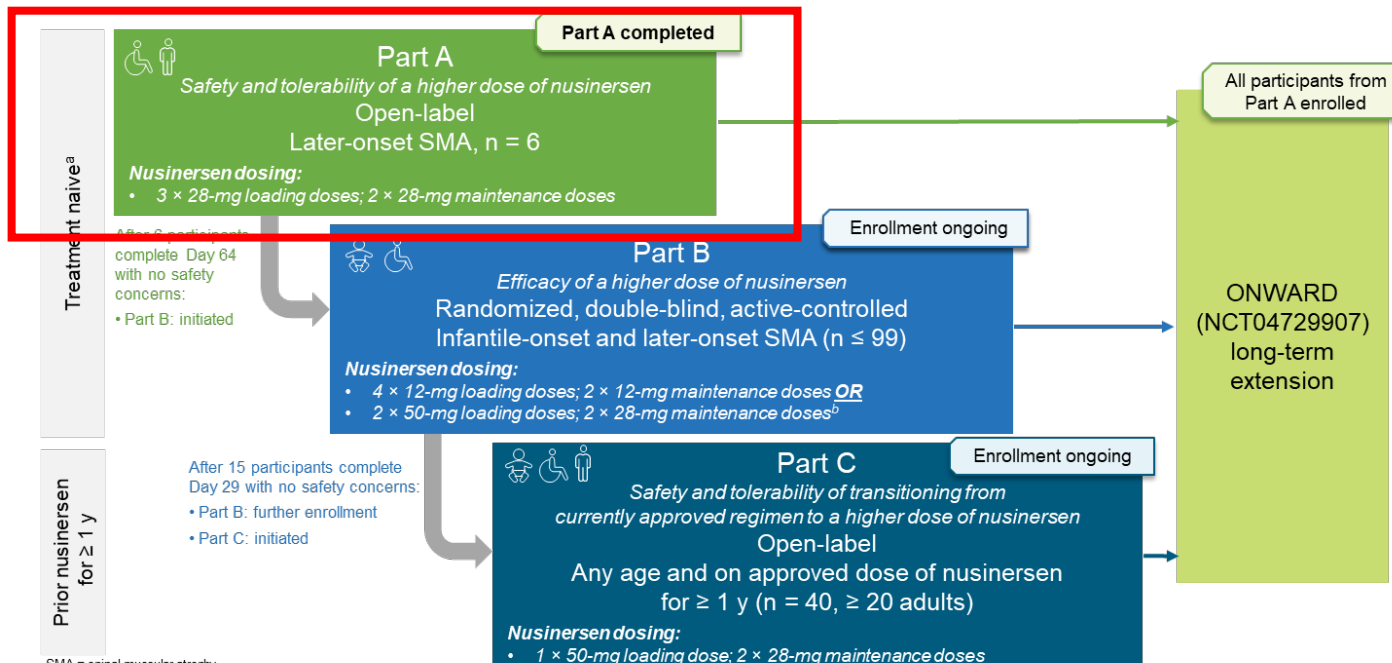 Part A completed
Part A
Safety and tolerability of a higher dose of nusinersen
Open-label
Later-onset SMA, n = 6
Nusinersen dosing:
• 3 × 28-mg loading doses; 2 × 28-mg maintenance doses
All participants from
Part A enrolled
Treatment naive^a
After 6 participants
complete Day 64
with no safety
concerns:
• Part B: initiated
Enrollment ongoing
Part B
Efficacy of a higher dose of nusinersen
Randomized, double-blind, active-controlled
Infantile-onset and later-onset SMA (n ≤ 99)
Nusinersen dosing:
• 4 × 12-mg loading doses; 2 × 12-mg maintenance doses OR
• 2 × 50-mg loading doses; 2 × 28-mg maintenance doses^b
ONWARD
(NCT04729907)
long-term
extension
Prior nusinersen
for ≥ 1 y
After 15 participants complete
Day 29 with no safety concerns:
• Part B: further enrollment
• Part C: initiated
Enrollment ongoing
Part C
Safety and tolerability of transitioning from
currently approved regimen to a higher dose of nusinersen
Open-label
Any age and on approved dose of nusinersen
for ≥ 1 y (n = 40, ≥ 20 adults)
Nusinersen dosing:
• 1 × 50-mg loading dose; 2 × 28-mg maintenance doses
SMA = spinal muscular atrophy